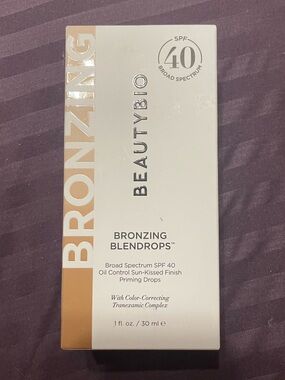 SPF
40
BROAD SPECTRUM
BRONZING
BEAUTYBIO
BRONZING
BLENDROPS™
Broad Spectrum SPF 40
Oil Control Sun-Kissed Finish
Priming Drops
With Color-Correcting
Tranexamic Complex
1 fl. oz. / 30 ml ℮